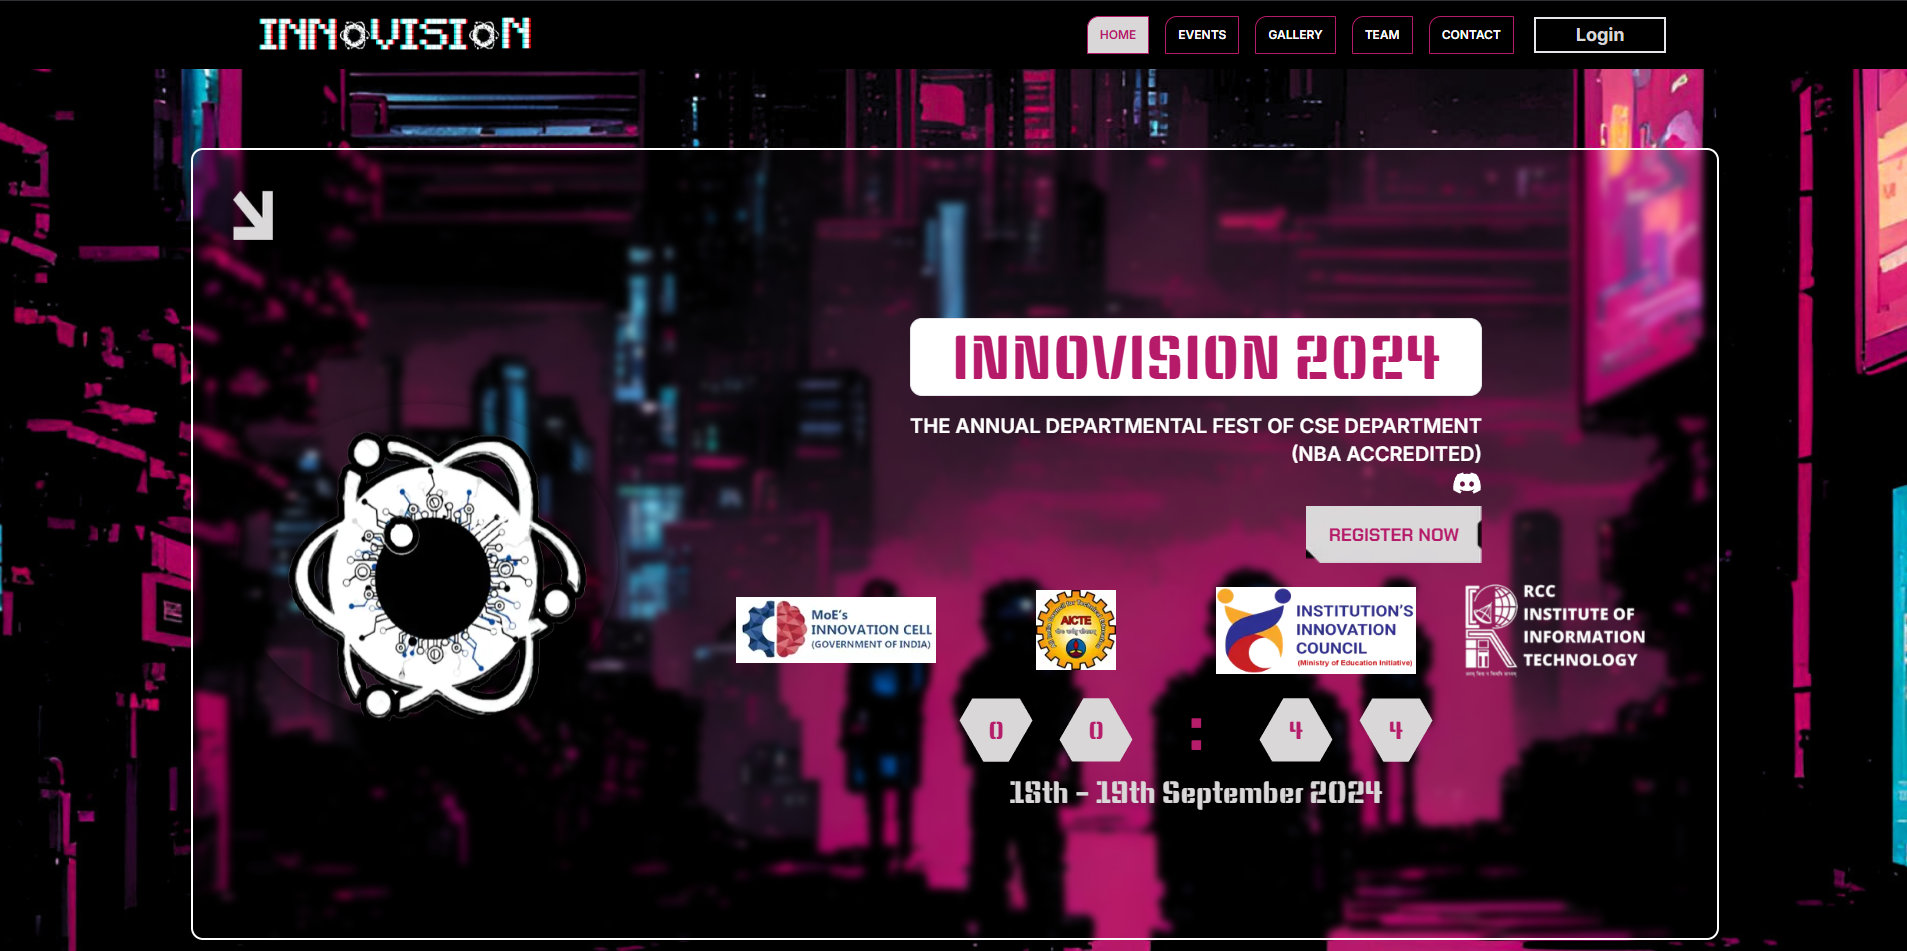 INNOVISION
HOME
EVENTS
GALLERY
TEAM
CONTACT
Login
INNOVISION 2024
THE ANNUAL DEPARTMENTAL FEST OF CSE DEPARTMENT
(NBA ACCREDITED)
REGISTER NOW
MoE's
INNOVATION CELL
(GOVERNMENT OF INDIA)
AICTE
INSTITUTION'S
INNOVATION
COUNCIL
(Ministry of Education Initiative)
RCC
INSTITUTE OF
INFORMATION
TECHNOLOGY
0 0 : 4 4
18th - 19th September 2024